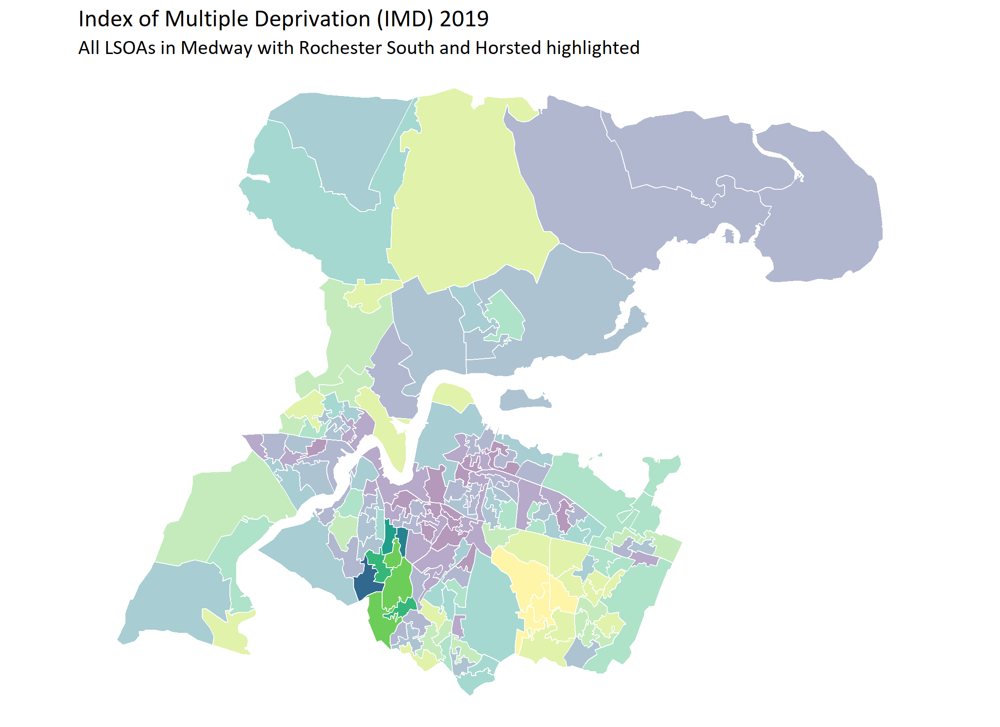 Index of Multiple Deprivation (IMD) 2019
All LSOAs in Medway with Rochester South and Horsted highlighted